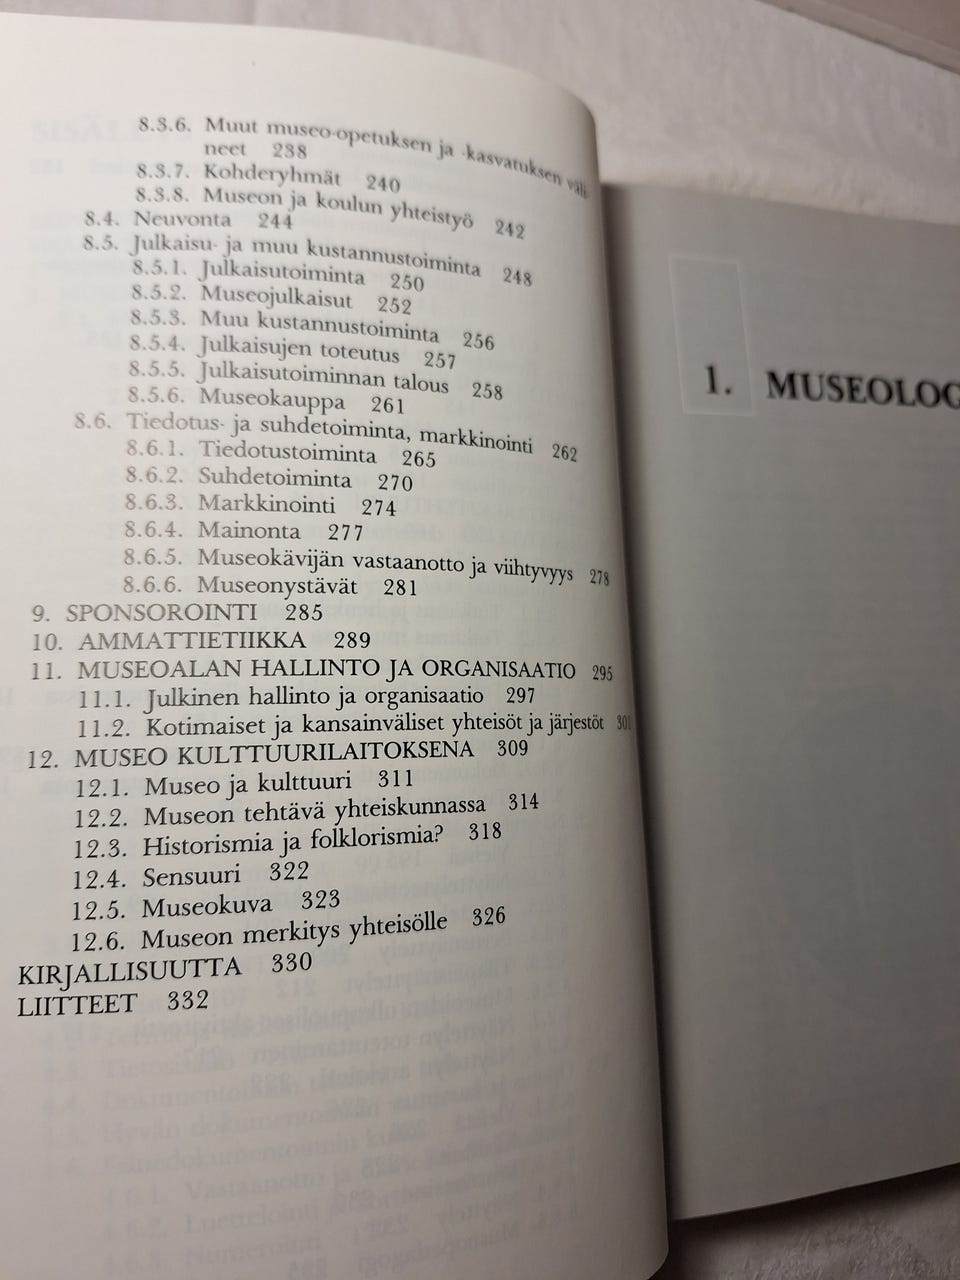 8.3.6. Muut museo-opetuksen ja -kasvatuksen väli-
neet 238
8.3.7. Kohderyhmät 240
8.3.8. Museon ja koulun yhteistyö 242
8.4. Neuvonta 244
8.5. Julkaisu- ja muu kustannustoiminta 248
8.5.1. Julkaisutoiminta 250
8.5.2. Museojulkaisut 252
8.5.3. Muu kustannustoiminta 256
8.5.4. Julkaisujen toteutus 257
8.5.5. Julkaisutoiminnan talous 258
8.5.6. Museokauppa 261
8.6. Tiedotus- ja suhdetoiminta, markkinointi 262
8.6.1. Tiedotustoiminta 265
8.6.2. Suhdetoiminta 270
8.6.3. Markkinointi 274
8.6.4. Mainonta 277
8.6.5. Museokävijän vastaanotto ja viihtyvyys 278
8.6.6. Museonystävät 281
9. SPONSOROINTI 285
10. AMMATTIETIIKKA 289
11. MUSEOALAN HALLINTO JA ORGANISAATIO 295
11.1. Julkinen hallinto ja organisaatio 297
11.2. Kotimaiset ja kansainväliset yhteisöt ja järjestöt 301
12. MUSEO KULTTUURILAITOKSENA 309
12.1. Museo ja kulttuuri 311
12.2. Museon tehtävä yhteiskunnassa 314
12.3. Historismia ja folklorismia? 318
12.4. Sensuuri 322
12.5. Museokuva 323
12.6. Museon merkitys yhteisölle 326
KIRJALLISUUTTA 330
LIITTEET 332
1. MUSEOLOG